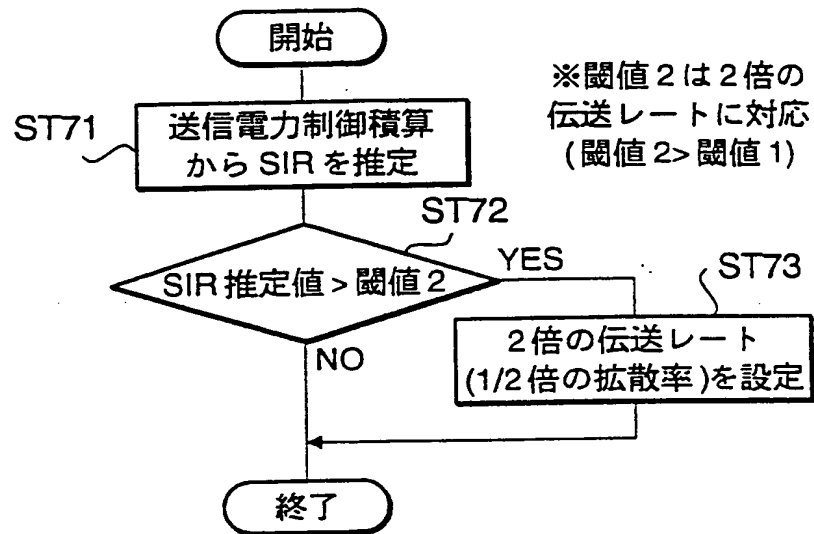 開始
※閾値2は2倍の
伝送レートに対応
(閾値2>閾値1)
ST71
送信電力制御積算
からSIRを推定
ST72
SIR推定値>閾値2
YES
ST73
2倍の伝送レート
(1/2倍の拡散率)を設定
NO
終了